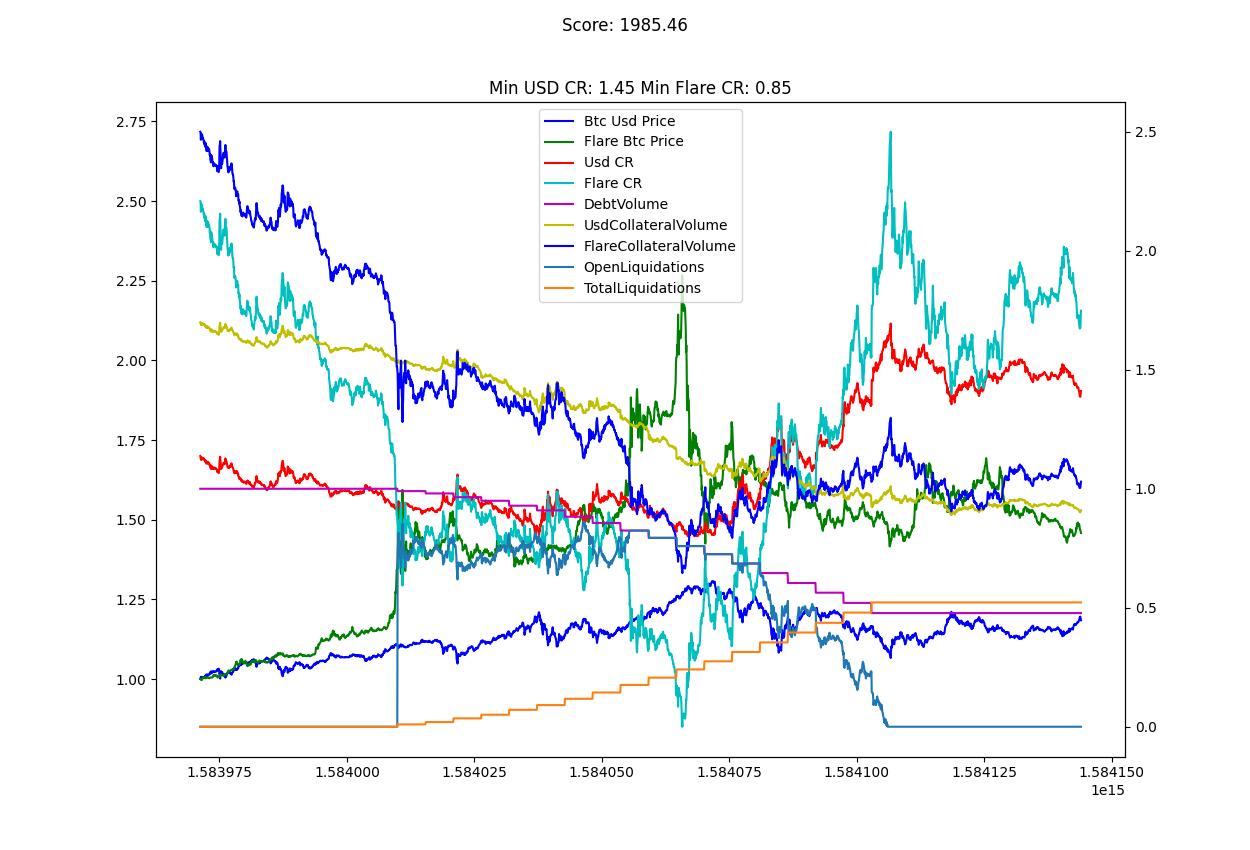 Score: 1985.46
Min USD CR: 1.45 Min Flare CR: 0.85
Btc Usd Price
Flare Btc Price
Usd CR
Flare CR
DebtVolume
UsdCollateralVolume
FlareCollateralVolume
OpenLiquidations
TotalLiquidations
2.75
2.50
2.25
2.00
1.75
1.50
1.25
1.00
2.5
2.0
1.5
1.0
0.5
0.0
1.583975 1.584000 1.584025 1.584050 1.584075 1.584100 1.584125 1.584150
1e15